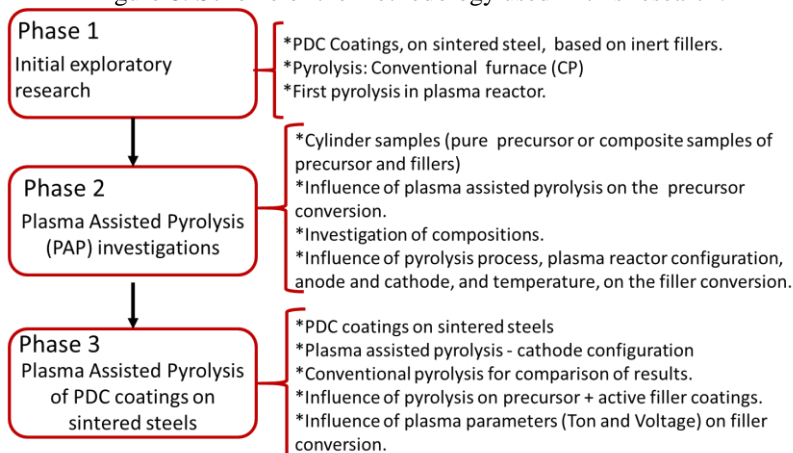 Phase 1
Initial exploratory
research
*PDC Coatings, on sintered steel, based on inert fillers.
*Pyrolysis: Conventional furnace (CP)
*First pyrolysis in plasma reactor.
Phase 2
Plasma Assisted Pyrolysis
(PAP) investigations
*Cylinder samples (pure precursor or composite samples of
precursor and fillers)
*Influence of plasma assisted pyrolysis on the precursor
conversion.
*Investigation of compositions.
*Influence of pyrolysis process, plasma reactor configuration,
anode and cathode, and temperature, on the filler conversion.
Phase 3
Plasma Assisted Pyrolysis
of PDC coatings on
sintered steels
*PDC coatings on sintered steels
*Plasma assisted pyrolysis - cathode configuration
*Conventional pyrolysis for comparison of results.
*Influence of pyrolysis on precursor + active filler coatings.
*Influence of plasma parameters (Ton and Voltage) on filler
conversion.